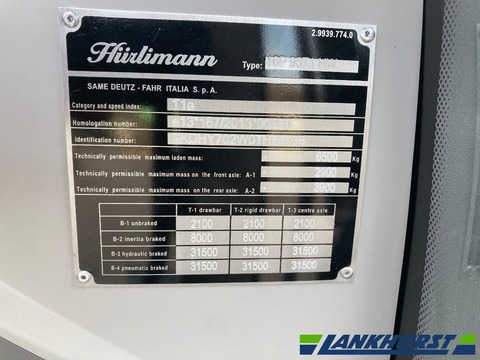 2.9939.774.0
Hürlimann
Type:
SAME DEUTZ - FAHR ITALIA S.p.A.
Category and speed index: T1a
Homologation number:
Identification number:
Technically permissible maximum laden mass: 6500 Kg
Technically permissible maximum mass on the front axle: A-1 2900 Kg
Technically permissible maximum mass on the rear axle: A-2 3900 Kg
T-1 drawbar T-2 rigid drawbar T-3 centre axle
B-1 unbraked 2100 2100 2100
B-2 inertia braked 8000 8000 8000
B-3 hydraulic braked 31500 31500 31500
B-4 pneumatic braked 31500 31500 31500
LANKHORST